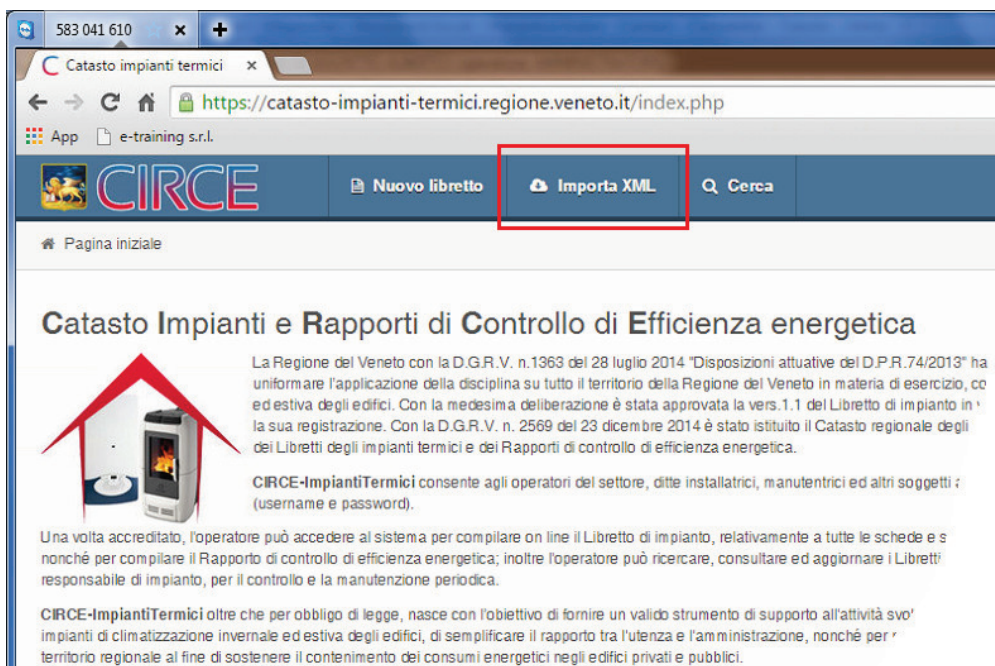 583 041 610
Catasto impianti termici
https://catasto-impianti-termici.regione.veneto.it/index.php
App e-training s.r.l.
CIRCE Nuovo libretto Importa XML Cerca
Pagina iniziale
Catasto Impianti e Rapporti di Controllo di Efficienza energetica
La Regione del Veneto con la D.G.R.V. n.1363 del 28 luglio 2014 "Disposizioni attuative del D.P.R.74/2013" ha
uniformare l'applicazione della disciplina su tutto il territorio della Regione del Veneto in materia di esercizio, co
ed estiva degli edifici. Con la medesima deliberazione è stata approvata la vers.1.1 del Libretto di impianto in
la sua registrazione. Con la D.G.R.V. n. 2569 del 23 dicembre 2014 è stato istituito il Catasto regionale degli
dei Libretti degli impianti termici e dei Rapporti di controllo di efficienza energetica.
CIRCE-ImpiantiTermici consente agli operatori del settore, ditte installatrici, manutentrici ed altri soggetti
(username e password).
Una volta accreditato, l'operatore può accedere al sistema per compilare on line il Libretto di impianto, relativamente a tutte le schede e s
nonché per compilare il Rapporto di controllo di efficienza energetica; inoltre l'operatore può ricercare, consultare ed aggiornare i Libretti
responsabile di impianto, per il controllo e la manutenzione periodica.
CIRCE-ImpiantiTermici oltre che per obbligo di legge, nasce con l'obiettivo di fornire un valido strumento di supporto all'attività svo
impianti di climatizzazione invernale ed estiva degli edifici, di semplificare il rapporto tra l'utenza e l'amministrazione, nonché per
territorio regionale al fine di sostenere il contenimento dei consumi energetici negli edifici privati e pubblici.